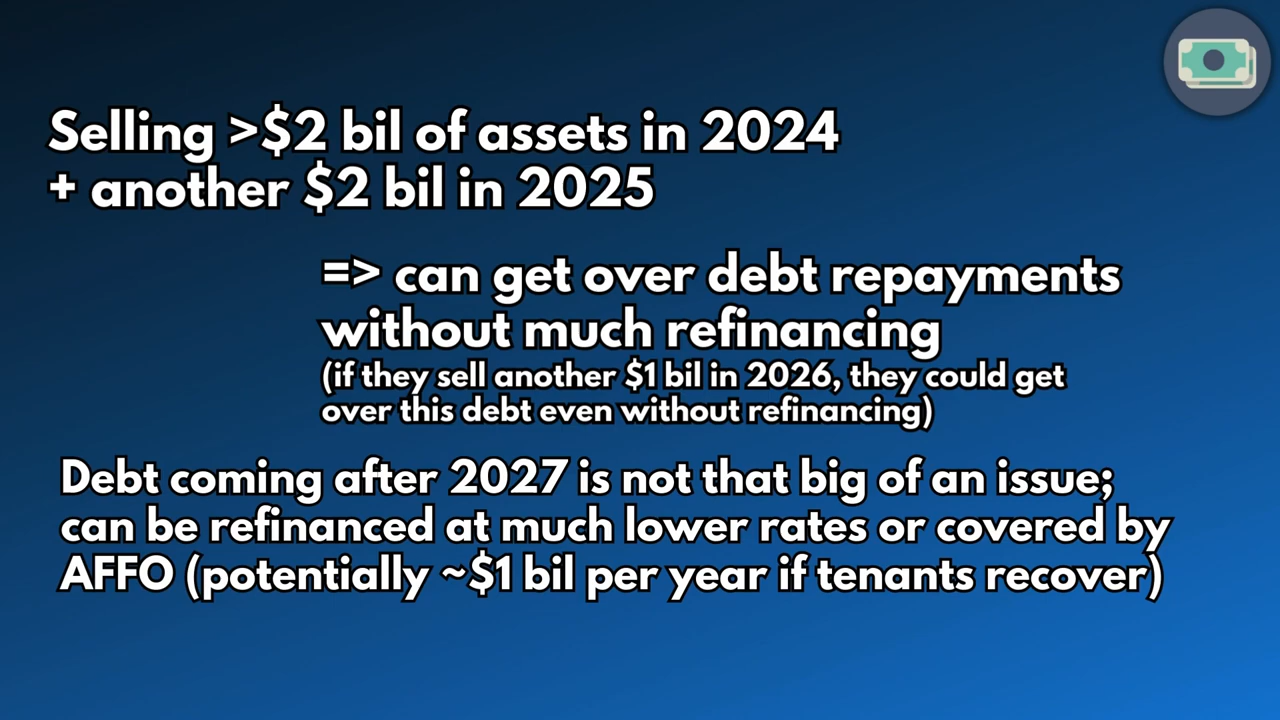 Selling >$2 bil of assets in 2024
+ another $2 bil in 2025
=> can get over debt repayments
without much refinancing
(if they sell another $1 bil in 2026, they could get
over this debt even without refinancing)
Debt coming after 2027 is not that big of an issue;
can be refinanced at much lower rates or covered by
AFFO (potentially ~$1 bil per year if tenants recover)